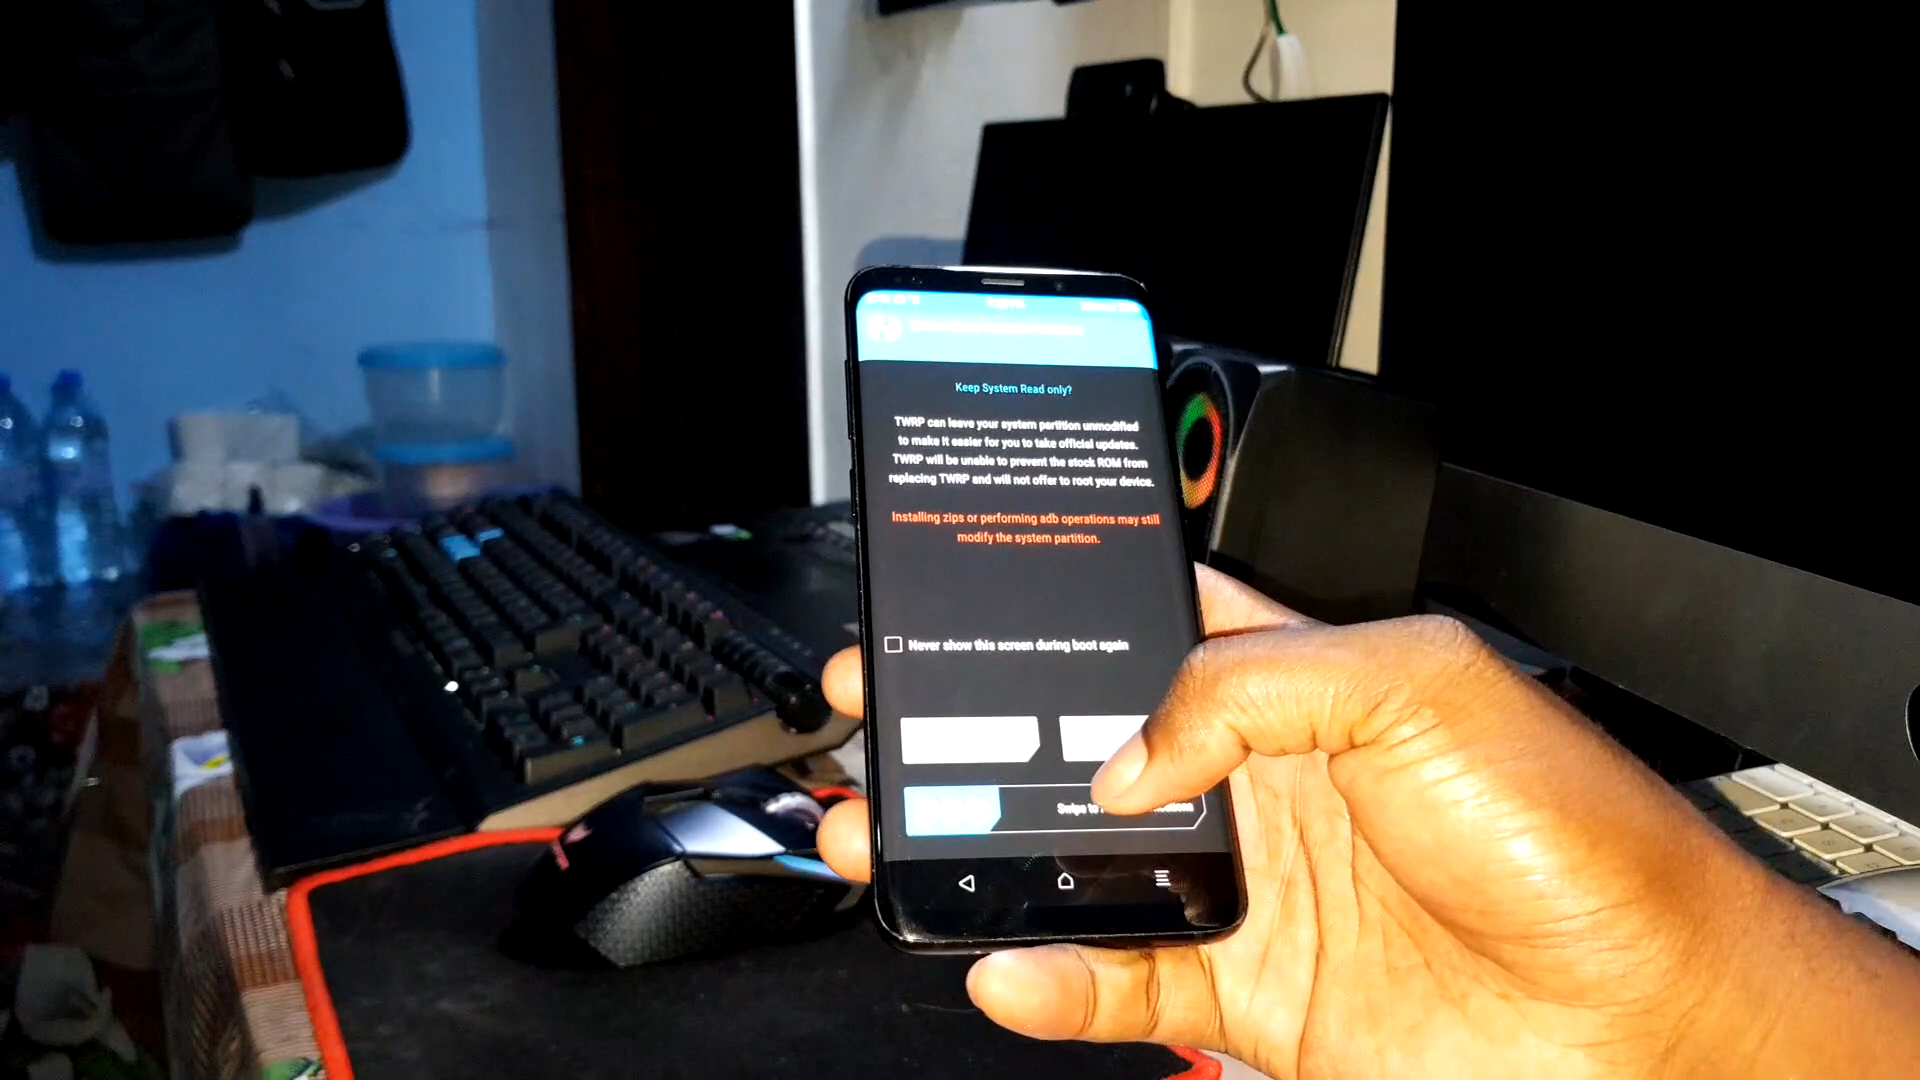 Keep System Read only?
TWRP can leave your system partition unmodified
to make it easier for you to take official updates.
TWRP will be unable to prevent the stock ROM from
replacing TWRP and will not offer to root your device.
Installing zips or performing adb operations may still
modify the system partition.
Never show this screen during boot again
Swipe to